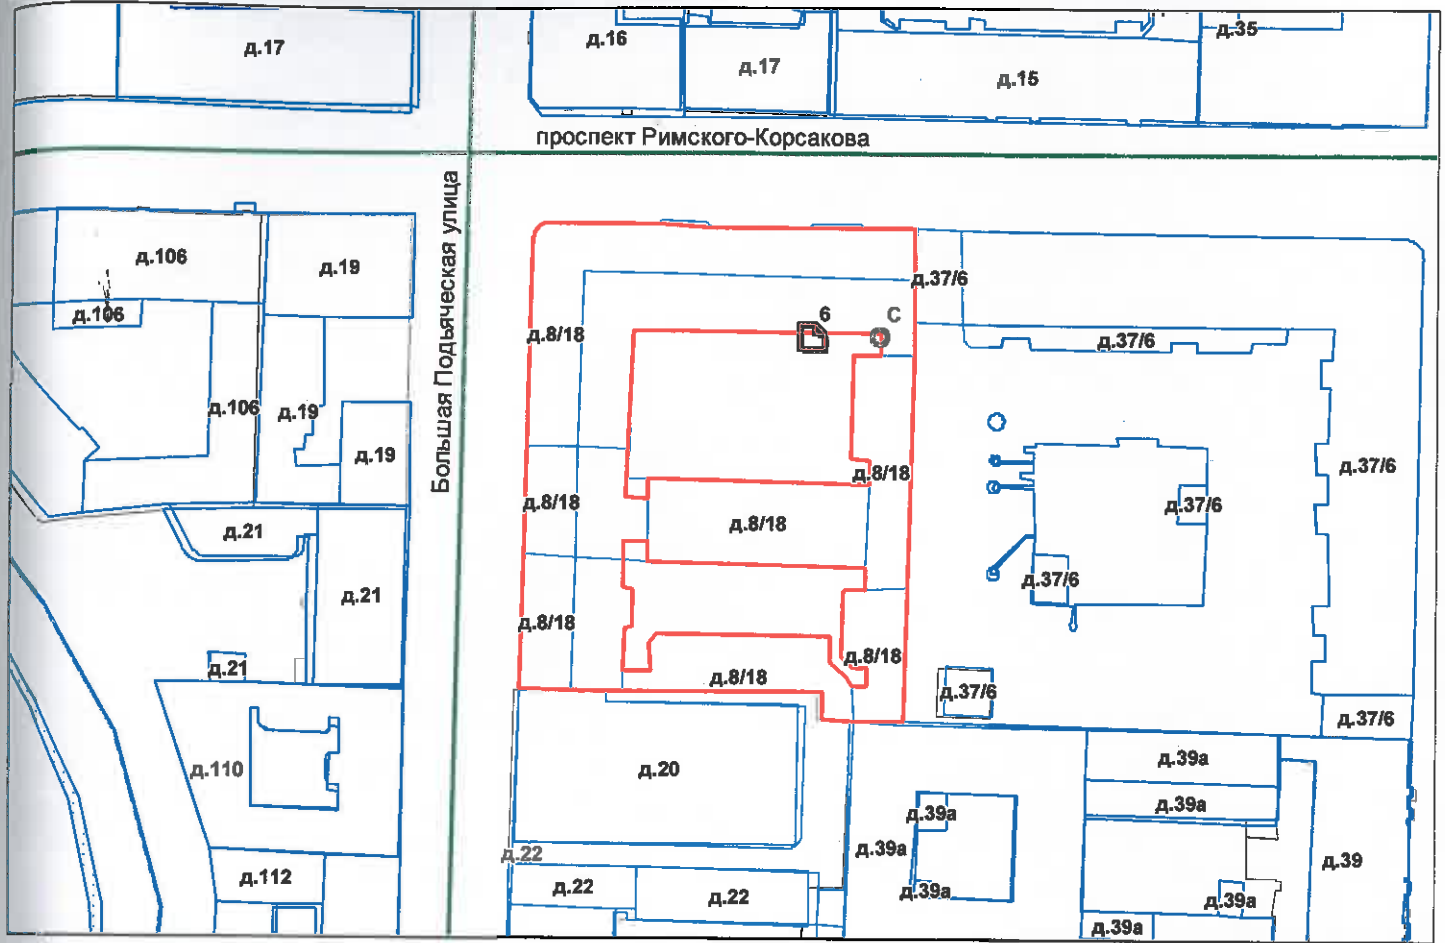 д.17
д.16
д.17
д.15
д.35
проспект Римского-Корсакова
Большая Подьяческая улица
д.106
д.19
д.106
д.37/6
6
С
д.8/18
д.37/6
д.106
д.19
д.19
д.8/18
д.37/6
д.8/18
д.8/18
д.37/6
д.21
д.37/6
д.21
д.8/18
д.8/18
д.21
д.8/18
д.37/6
д.37/6
д.110
д.20
д.39а
д.39а
д.39а
д.39а
д.22
д.39
д.112
д.22
д.22
д.39а
д.39а
д.39а